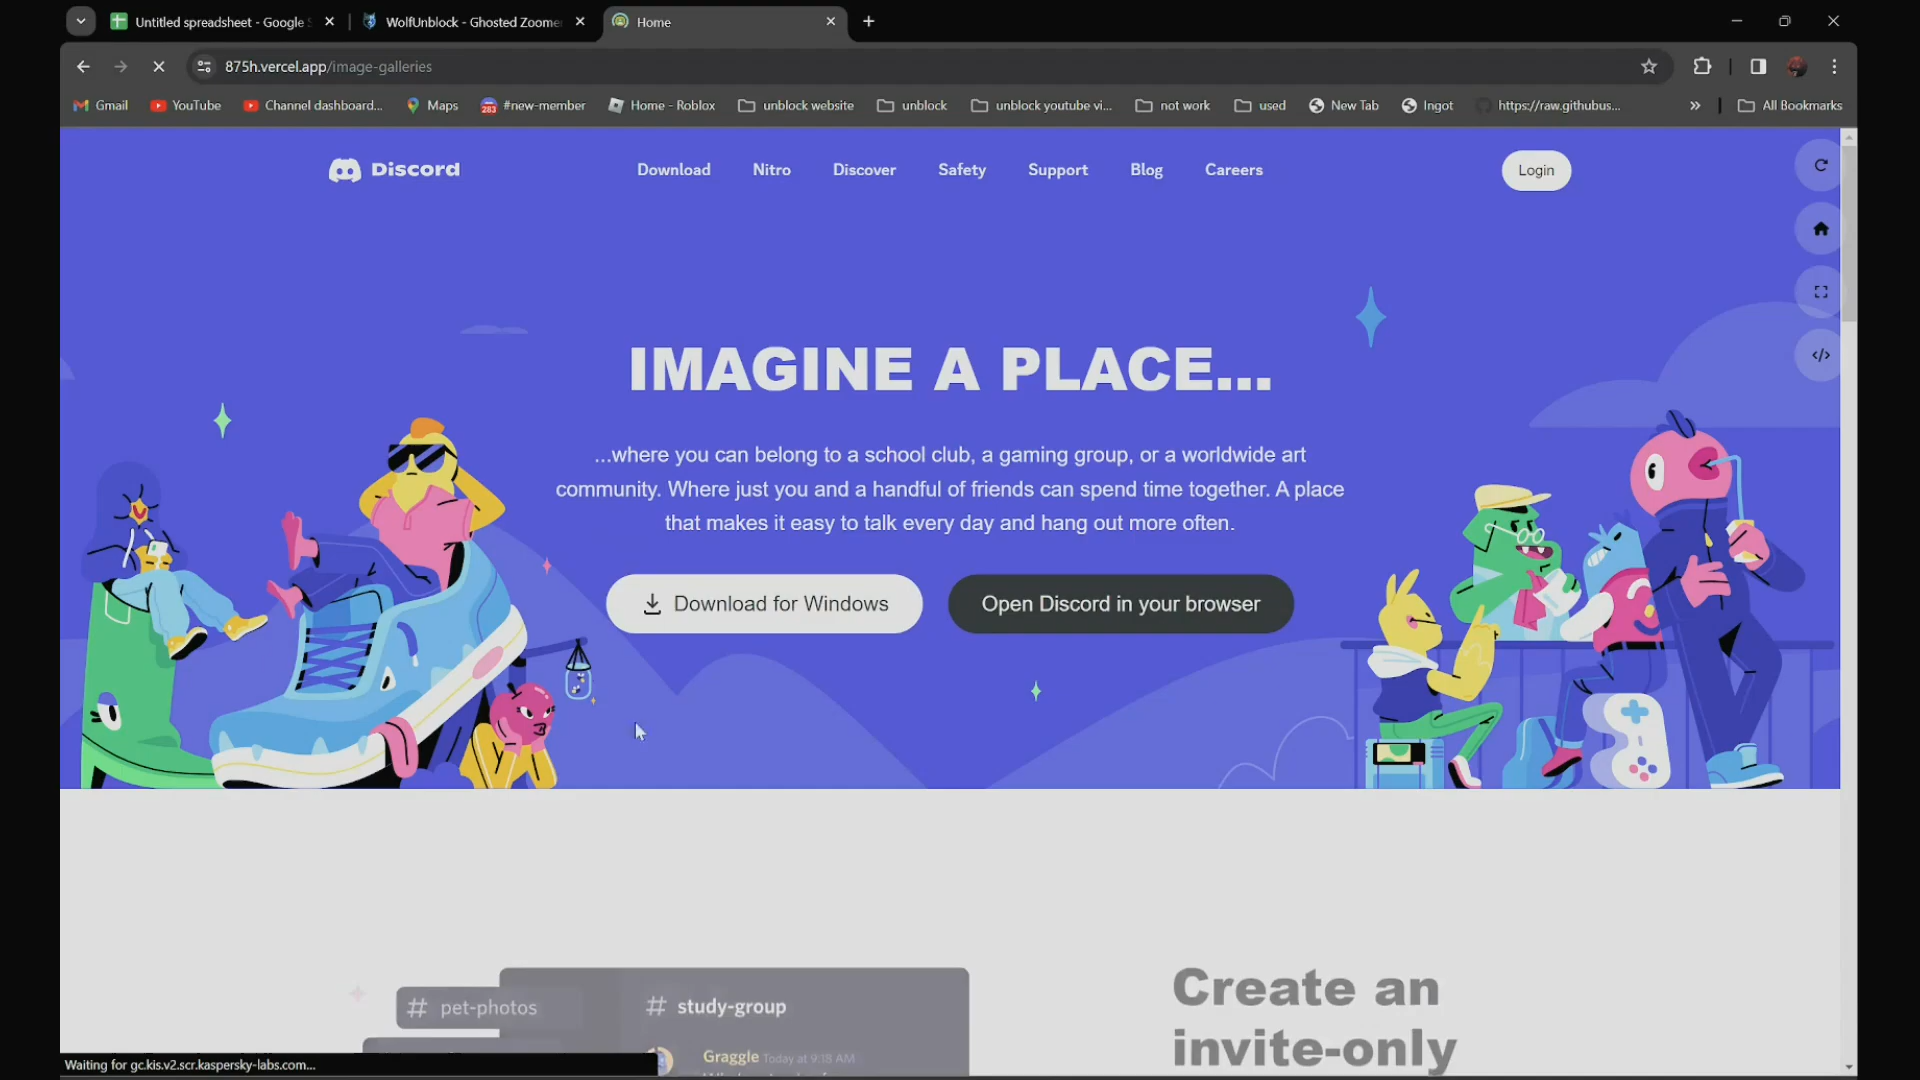 Untitled spreadsheet - Google
WolfUnblock - Ghosted Zoome
Home
875h.vercel.app/image-galleries
Gmail
YouTube
Channel dashboard...
Maps
283
#new-member
Home - Roblox
unblock website
unblock
unblock youtube vi...
not work
used
New Tab
Ingot
https://raw.githubus...
All Bookmarks
Discord
Download
Nitro
Discover
Safety
Support
Blog
Careers
Login
IMAGINE A PLACE...
...where you can belong to a school club, a gaming group, or a worldwide art
community. Where just you and a handful of friends can spend time together. A place
that makes it easy to talk every day and hang out more often.
Download for Windows
Open Discord in your browser
# pet-photos
# study-group
Graggle Today at 9:18 AM
Create an
invite-only
Waiting for gc.kis.v2.scr.kaspersky-labs.com...